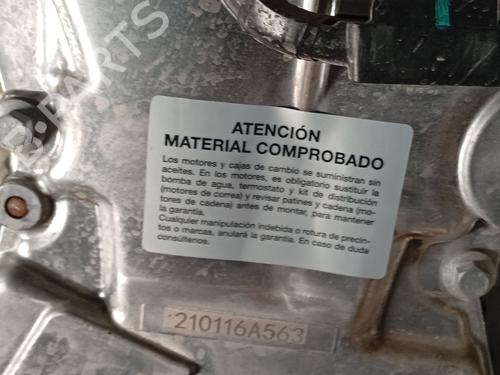 ATENCIÓN
MATERIAL COMPROBADO
Los motores y cajas de cambio se suministran sin
aceites. En los motores, es obligatorio sustituir la
bomba de agua, termostato y kit de distribución
(motores de correa) y revisar patines y cadena (mo-
tores de cadena) antes de montar, para mantener
la garantía.
Cualquier manipulación indebida o rotura de precin-
tos o marcas, anulará la garantía. En caso de duda
consúltenos.
210116A563